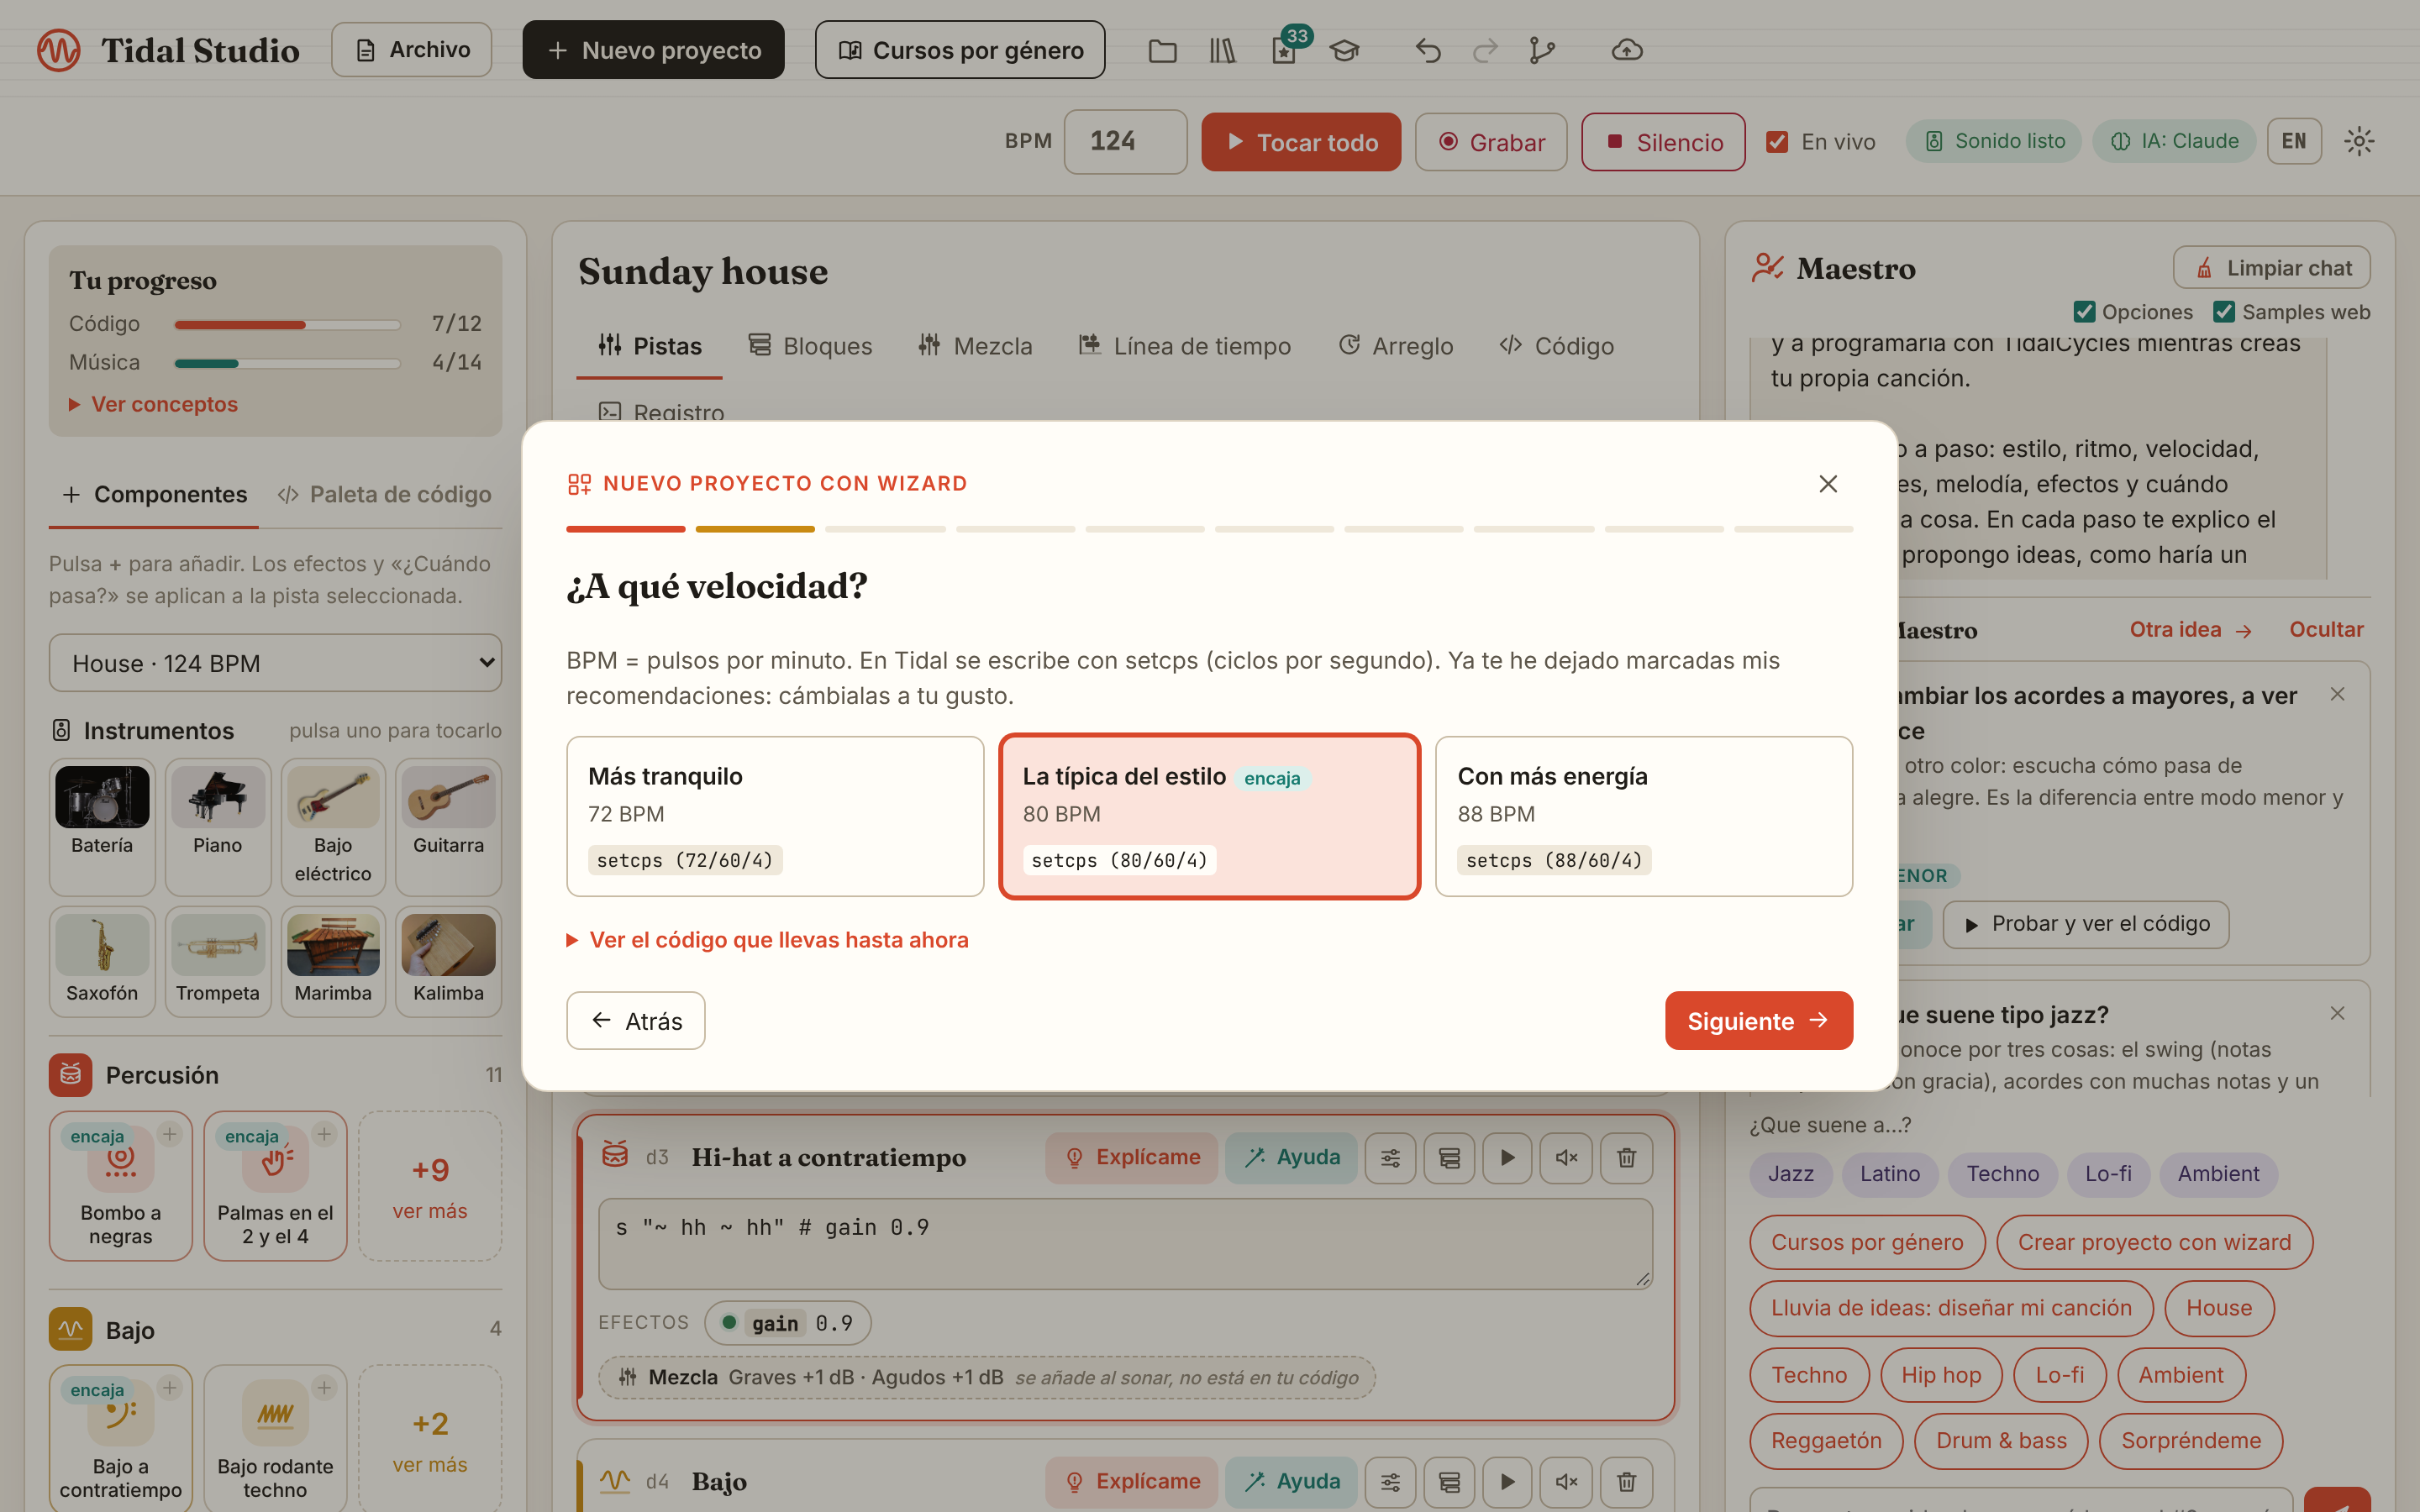 Tidal Studio
Archivo
+ Nuevo proyecto
Cursos por género
33
BPM
124
Tocar todo
Grabar
Silencio
En vivo
Sonido listo
IA: Claude
EN
Tu progreso
Código 7/12
Música 4/14
Ver conceptos
+ Componentes
Paleta de código
Pulsa + para añadir. Los efectos y «¿Cuándo
pasa?» se aplican a la pista seleccionada.
House · 124 BPM
Instrumentos
pulsa uno para tocarlo
Batería
Piano
Bajo
eléctrico
Guitarra
Saxofón
Trompeta
Marimba
Kalimba
Percusión
11
encaja
Bombo a
negras
encaja
Palmas en el
2 y el 4
+9
ver más
Bajo
4
encaja
Bajo a
contratiempo
Bajo rodante
techno
+2
ver más
Sunday house
Pistas
Bloques
Mezcla
Línea de tiempo
Arreglo
Código
Registro
NUEVO PROYECTO CON WIZARD
¿A qué velocidad?
BPM = pulsos por minuto. En Tidal se escribe con setcps (ciclos por segundo). Ya te he dejado marcadas mis
recomendaciones: cámbialas a tu gusto.
Más tranquilo
72 BPM
setcps (72/60/4)
La típica del estilo encaja
80 BPM
setcps (80/60/4)
Con más energía
88 BPM
setcps (88/60/4)
Ver el código que llevas hasta ahora
Atrás
Siguiente
d3 Hi-hat a contratiempo
Explícame
Ayuda
s "~ hh ~ hh" # gain 0.9
EFECTOS
gain 0.9
Mezcla Graves +1 dB · Agudos +1 dB se añade al sonar, no está en tu código
d4 Bajo
Explícame
Ayuda
Maestro
Limpiar chat
Opciones
Samples web
y a programarla con TidalCycles mientras creas
tu propia canción.
a paso: estilo, ritmo, velocidad,
melodía, efectos y cuándo
a cosa. En cada paso te explico el
propongo ideas, como haría un
Maestro
Otra idea
Ocultar
los acordes a mayores, a ver
otro color: escucha cómo pasa de
alegre. Es la diferencia entre modo menor y
Probar y ver el código
suene tipo jazz?
por tres cosas: el swing (notas
con gracia), acordes con muchas notas y un
¿Que suene a...?
Jazz
Latino
Techno
Lo-fi
Ambient
Cursos por género
Crear proyecto con wizard
Lluvia de ideas: diseñar mi canción
House
Techno
Hip hop
Lo-fi
Ambient
Reggaetón
Drum & bass
Sorpréndeme